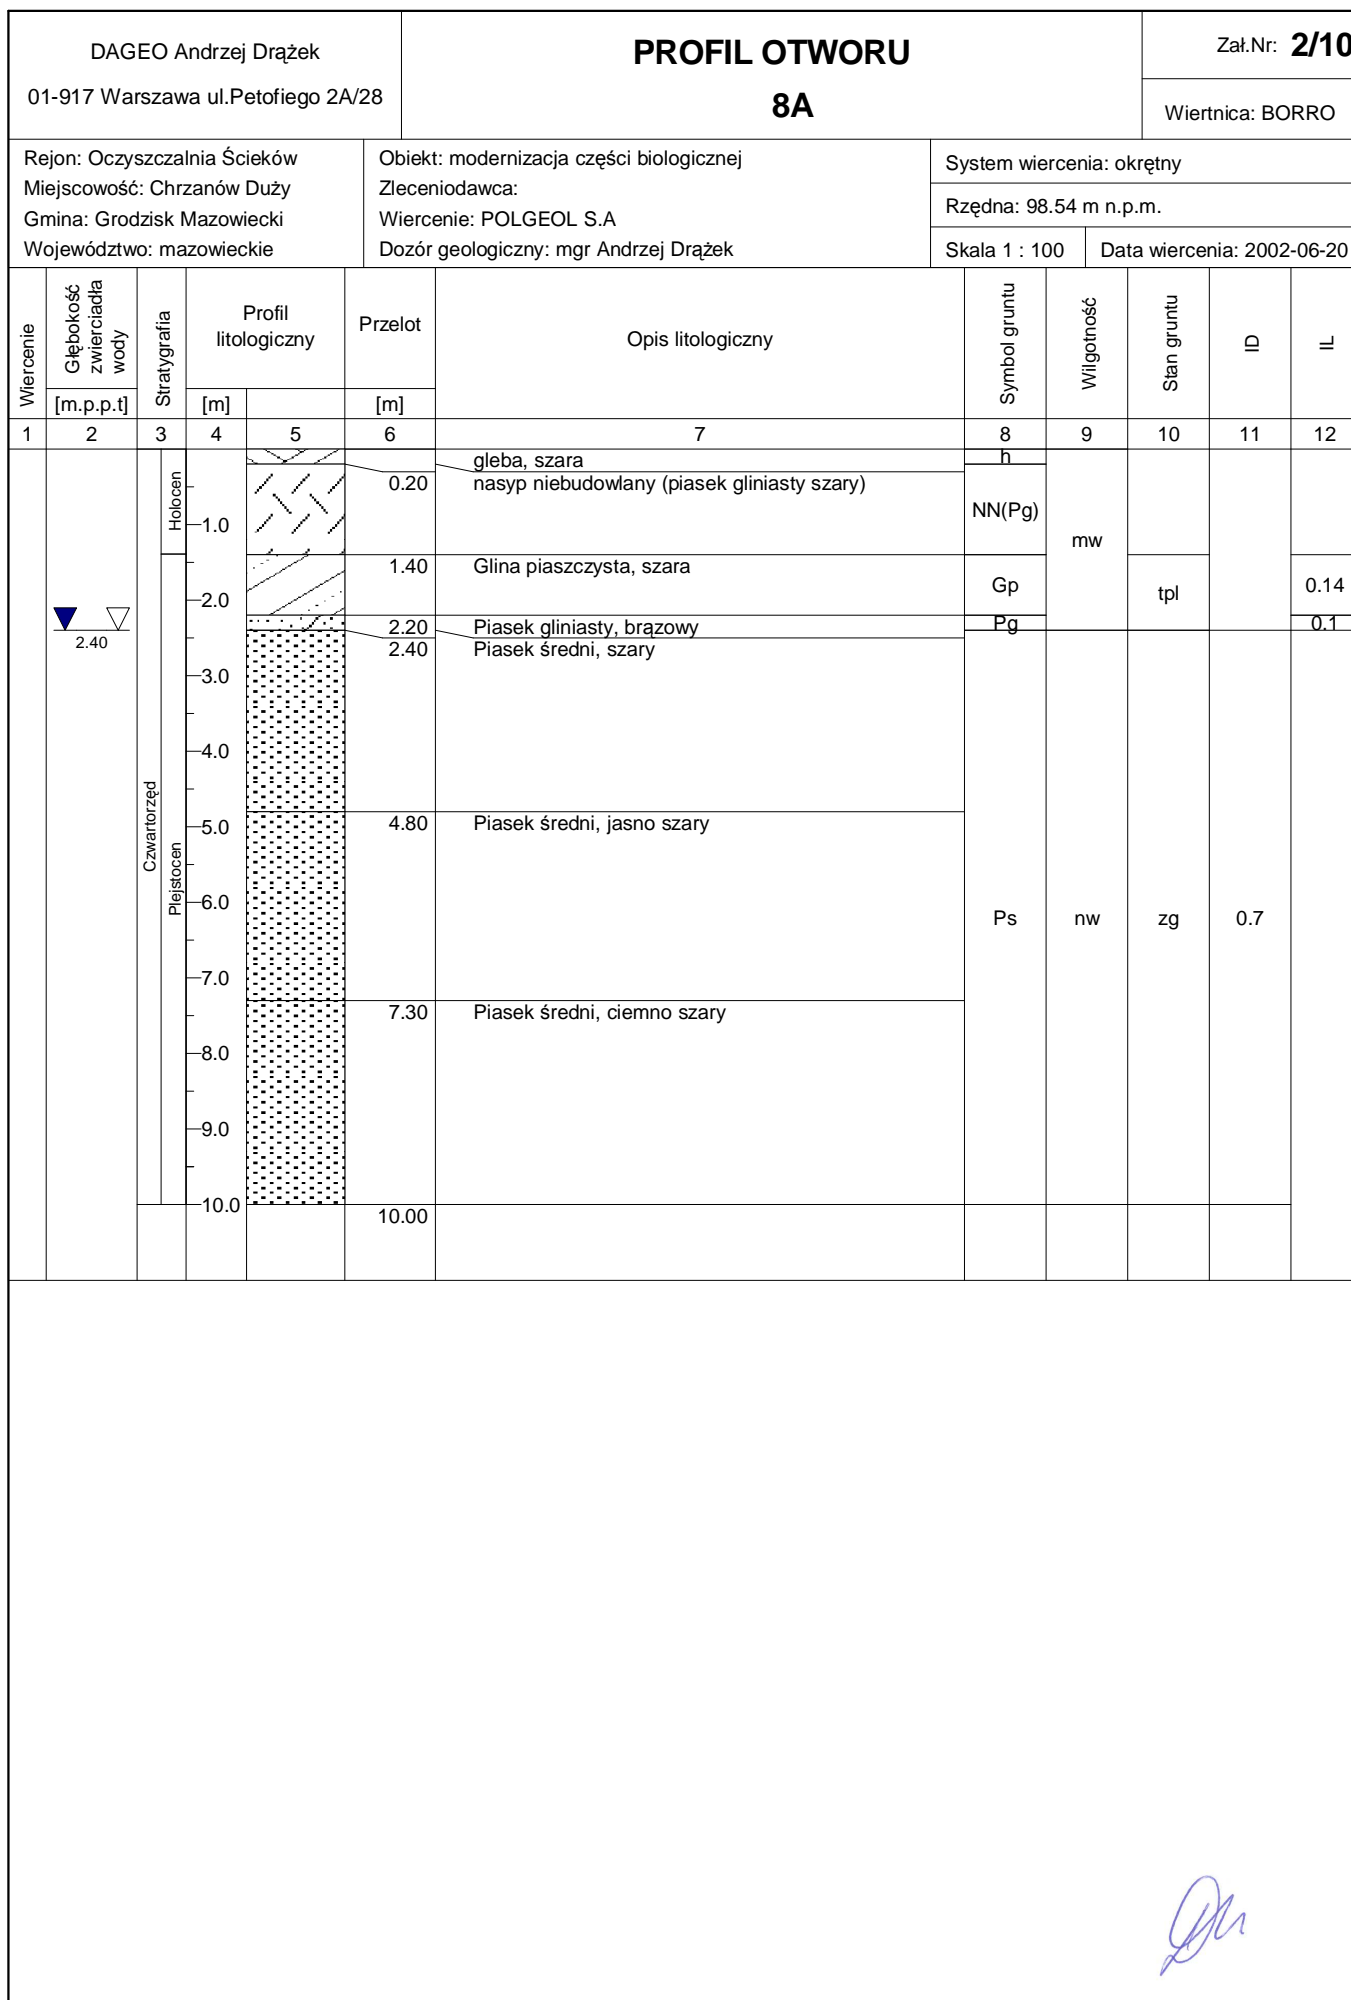 DAGEO Andrzej Drążek
01-917 Warszawa ul.Petofiego 2A/28
PROFIL OTWORU
8A
Zał.Nr: 2/10
Wiertnica: BORRO
Rejon: Oczyszczalnia Ścieków
Miejscowość: Chrzanów Duży
Gmina: Grodzisk Mazowiecki
Województwo: mazowieckie
Obiekt: modernizacja części biologicznej
Zleceniodawca:
Wiercenie: POLGEOL S.A
Dozór geologiczny: mgr Andrzej Drążek
System wiercenia: okrętny
Rzędna: 98.54 m n.p.m.
Skala 1 : 100
Data wiercenia: 2002-06-20
Wiercenie
Głębokość
zwierciadła
wody
[m.p.p.t]
Stratygrafia
Profil
litologiczny
[m]
Przelot
[m]
Opis litologiczny
Symbol gruntu
Wilgotność
Stan gruntu
ID
IL
1 2 3 4 5 6 7 8 9 10 11 12
gleba, szara
h
0.20 nasyp niebudowlany (piasek gliniasty szary)
Holocen
NN(Pg)
1.0
mw
1.40 Glina piaszczysta, szara
Gp
tpl
0.14
2.0
2.20 Piasek gliniasty, brązowy
Pg
0.1
2.40
2.40 Piasek średni, szary
3.0
4.0
Czwartorzęd
4.80 Piasek średni, jasno szary
5.0
Plejstocen
6.0
Ps nw zg 0.7
7.0
7.30 Piasek średni, ciemno szary
8.0
9.0
10.0
10.00